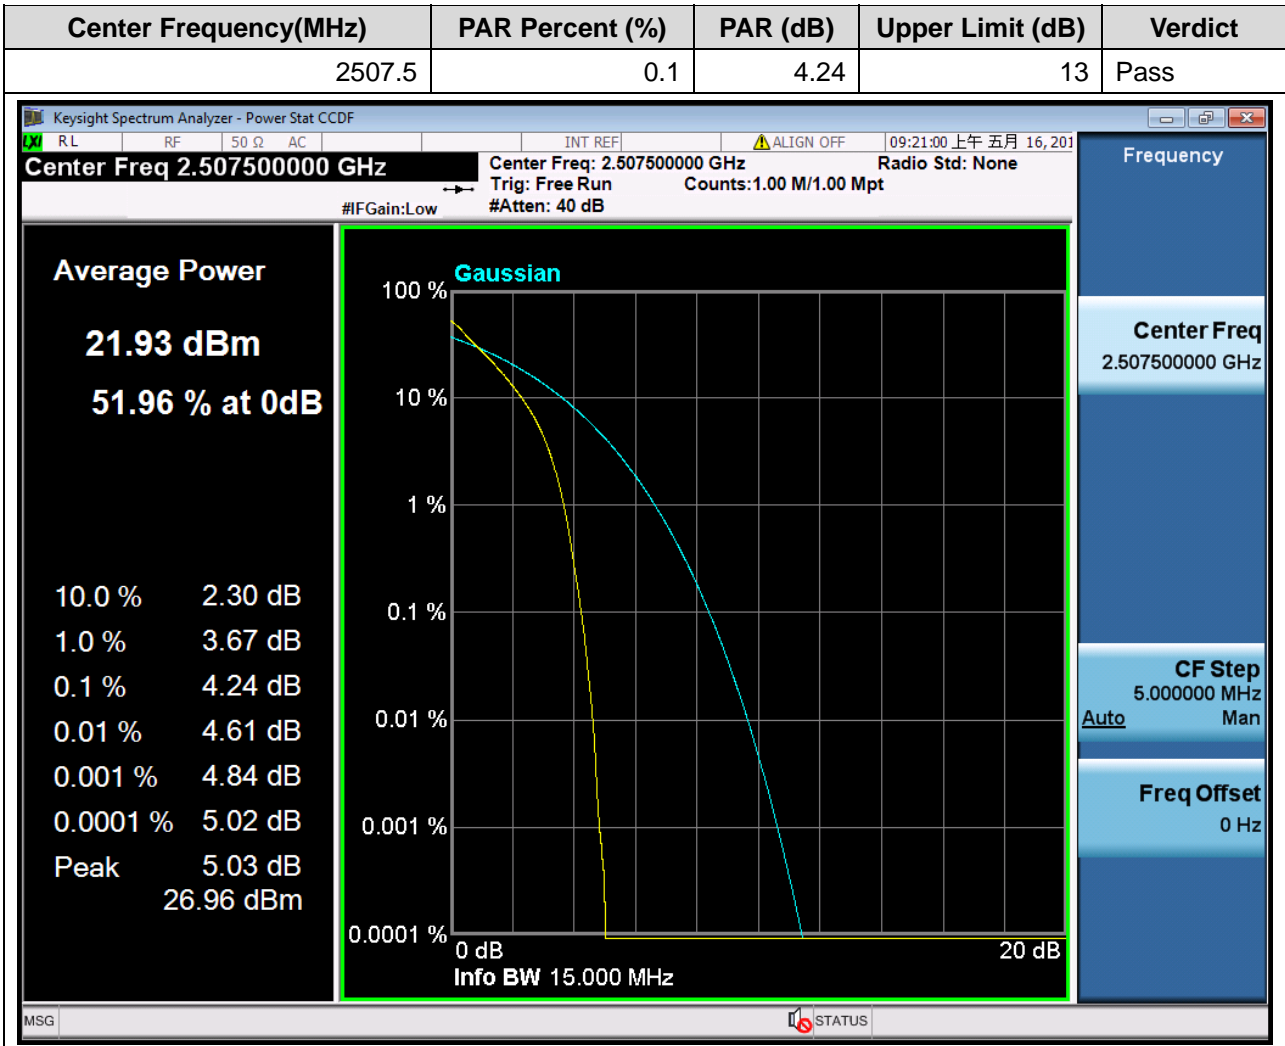 Center Frequency(MHz) PAR Percent (%) PAR (dB) Upper Limit (dB) Verdict
2507.5 0.1 4.24 13 Pass
Keysight Spectrum Analyzer - Power Stat CCDF
LXI RL RF 50 Ω AC INT REF ALIGN OFF 09:21:00 上午 五月 16, 201
Center Freq 2.507500000 GHz
Center Freq: 2.507500000 GHz Radio Std: None
Trig: Free Run Counts:1.00 M/1.00 Mpt
#IFGain:Low #Atten: 40 dB
Frequency
Average Power
21.93 dBm
51.96 % at 0dB
10.0 % 2.30 dB
1.0 % 3.67 dB
0.1 % 4.24 dB
0.01 % 4.61 dB
0.001 % 4.84 dB
0.0001 % 5.02 dB
Peak 5.03 dB
26.96 dBm
Gaussian
100 %
10 %
1 %
0.1 %
0.01 %
0.001 %
0.0001 %
0 dB 20 dB
Info BW 15.000 MHz
Center Freq
2.507500000 GHz
CF Step
5.000000 MHz
Auto Man
Freq Offset
0 Hz
MSG STATUS